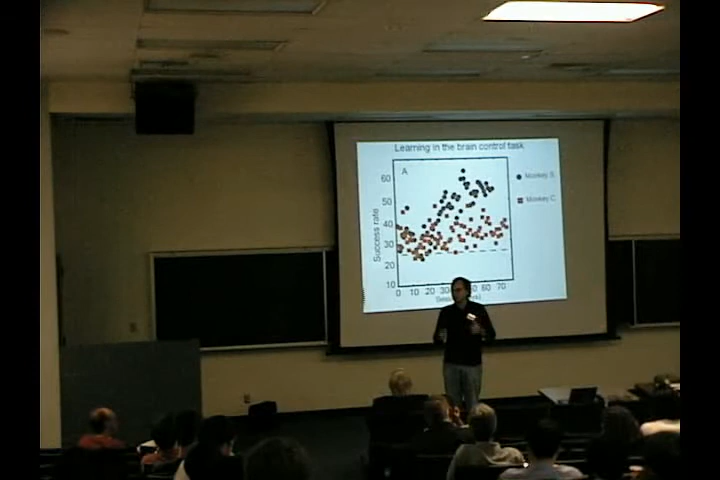 Learning in the brain control task
A
Monkey S
Monkey C
Success rate
60
50
40
30
20
10
0 10 20 30 50 60 70